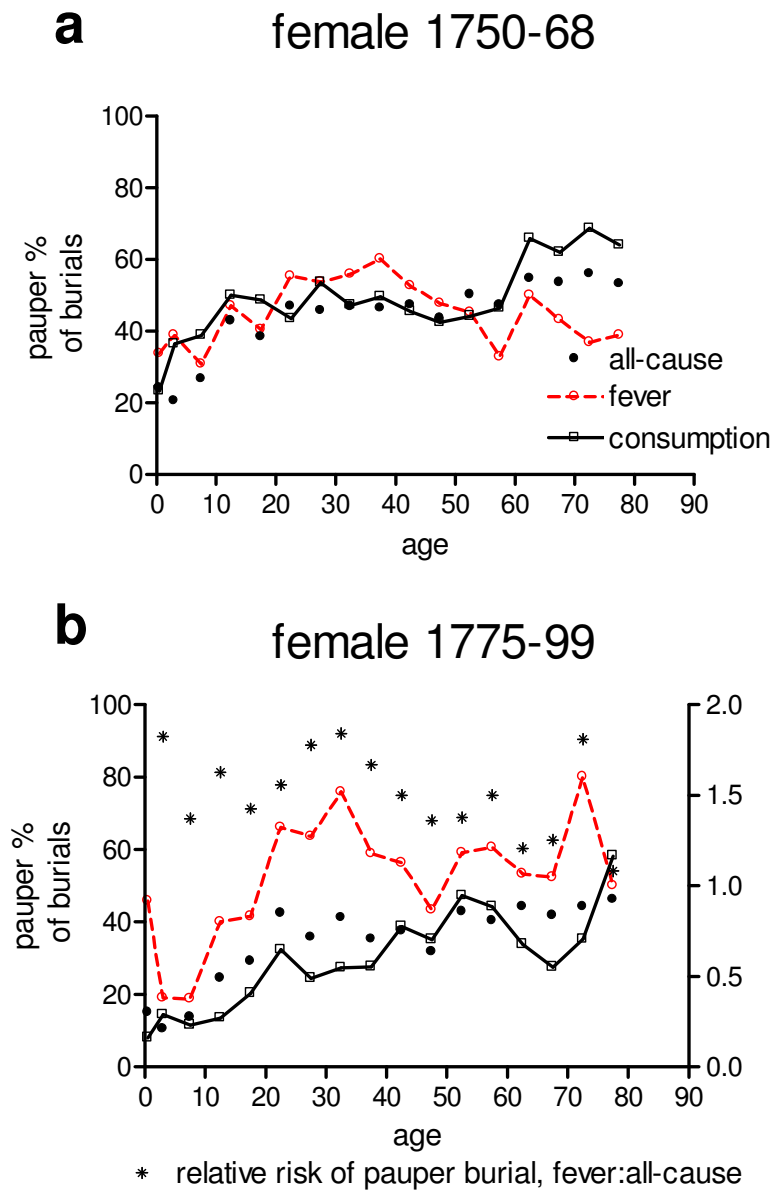 a
female 1750-68
100
80
60
40
20
0
pauper %
of burials
all-cause
fever
consumption
0 10 20 30 40 50 60 70 80 90
age
b
female 1775-99
100
80
60
40
20
0
pauper %
of burials
2.0
1.5
1.0
0.5
0.0
0 10 20 30 40 50 60 70 80 90
age
* relative risk of pauper burial, fever:all-cause